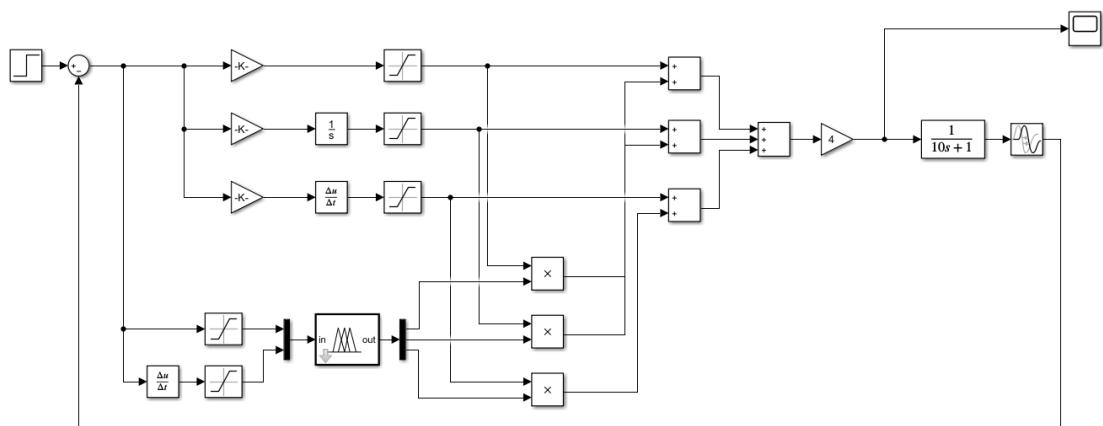 +
−
-K-
+
+
-K-
1
s
+
+
+
+
+
4
1
10s + 1
-K-
Δu
Δt
+
+
×
in
out
×
Δu
Δt
×